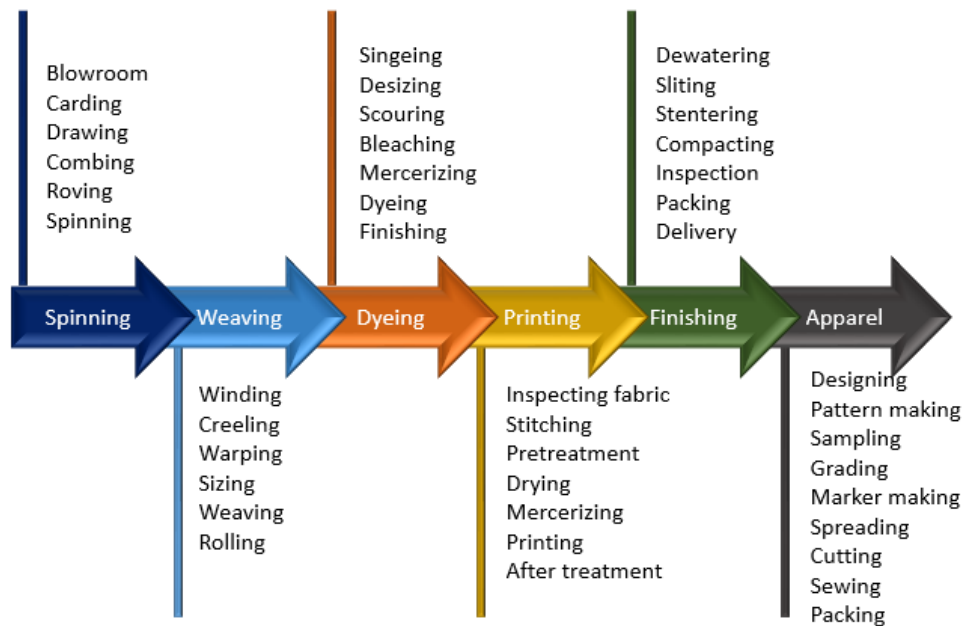 Blowroom
Carding
Drawing
Combing
Roving
Spinning
Singeing
Desizing
Scouring
Bleaching
Mercerizing
Dyeing
Finishing
Dewatering
Sliting
Stentering
Compacting
Inspection
Packing
Delivery
Spinning
Weaving
Dyeing
Printing
Finishing
Apparel
Winding
Creeling
Warping
Sizing
Weaving
Rolling
Inspecting fabric
Stitching
Pretreatment
Drying
Mercerizing
Printing
After treatment
Designing
Pattern making
Sampling
Grading
Marker making
Spreading
Cutting
Sewing
Packing